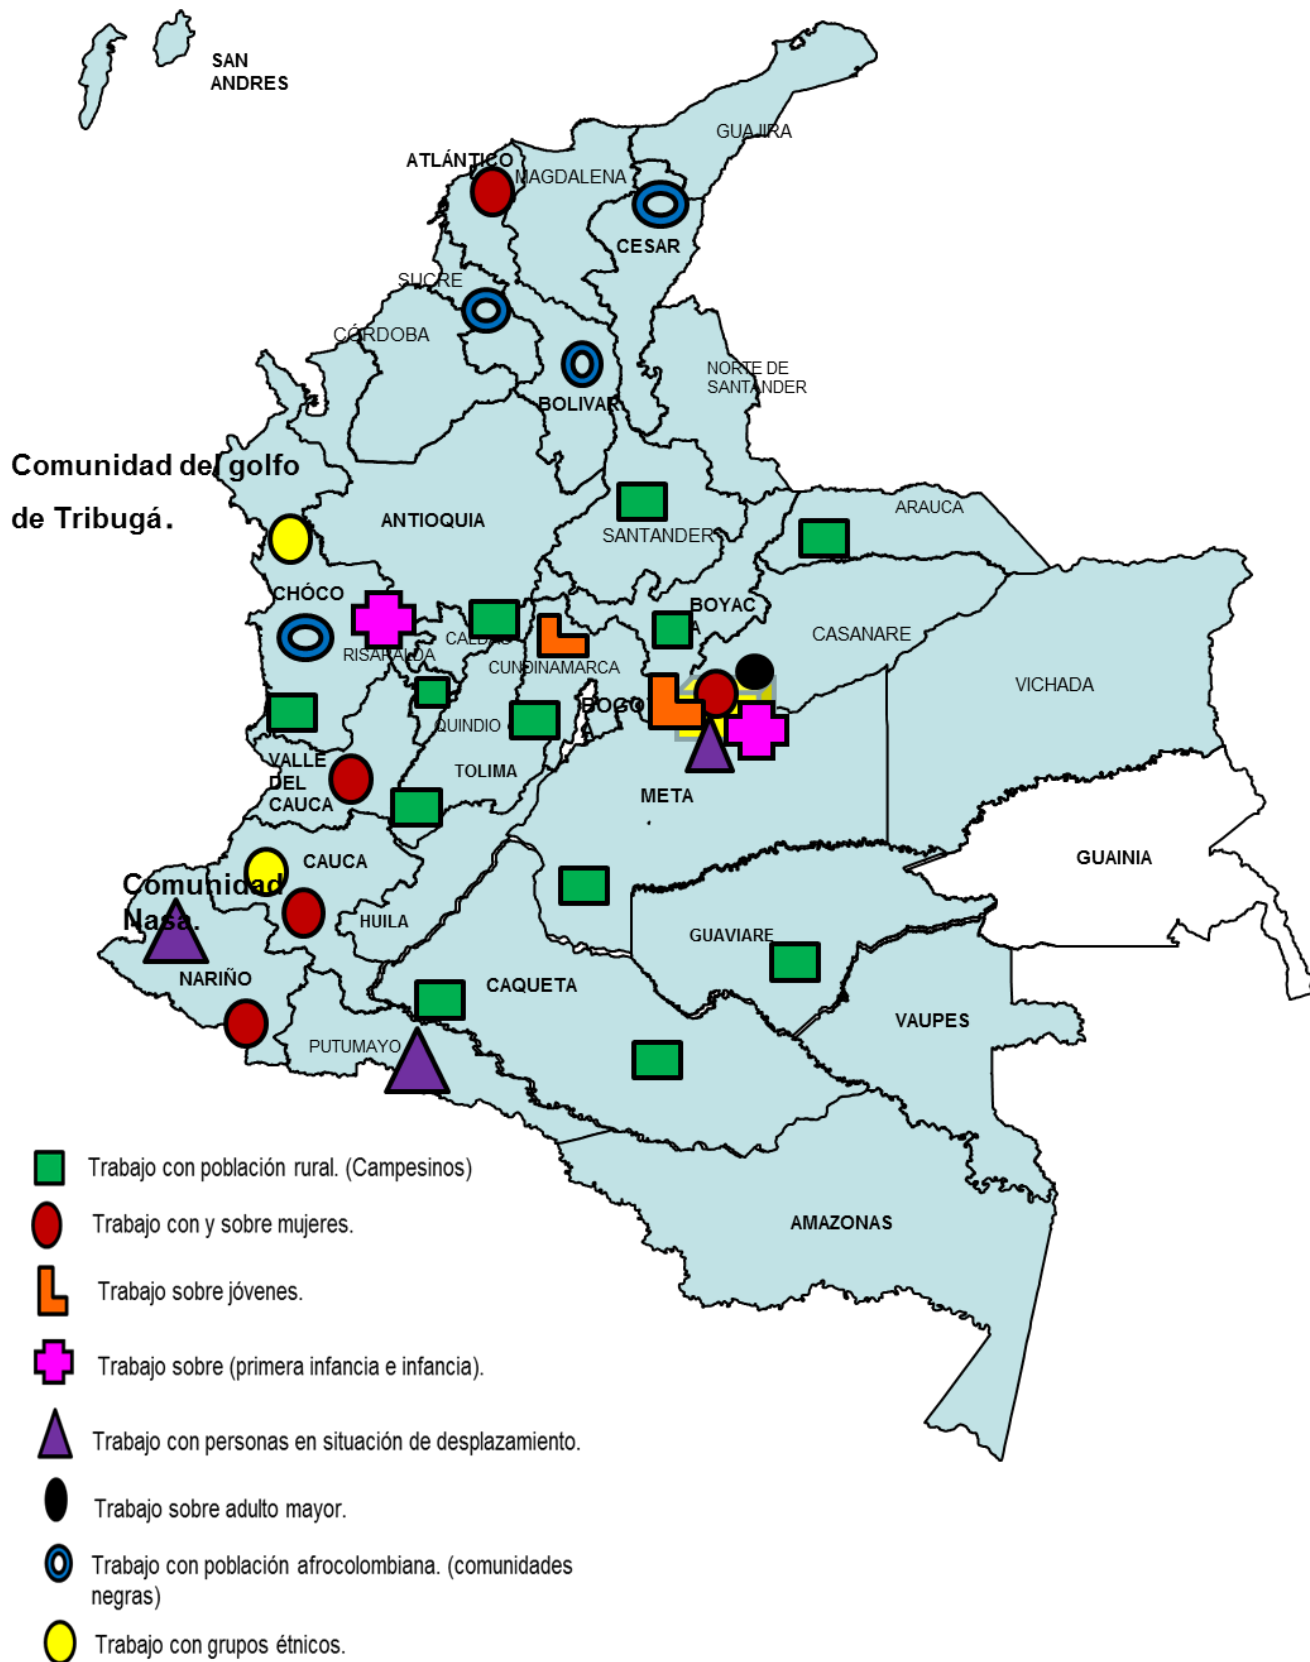 SAN
ANDRES
GUAJIRA
ATLÁNTICO
MAGDALENA
CESAR
SUCRE
CÓRDOBA
NORTE DE
SANTANDER
BOLIVAR
Comunidad del golfo
de Tribugá.
ANTIOQUIA
ARAUCA
SANTANDER
CHÓCO
BOYAC
A
CASANARE
CALDAS
RISARALDA
CUNDINAMARCA
VICHADA
BOGOT
A
QUINDIO
VALLE
DEL
CAUCA
TOLIMA
META
GUAINIA
CAUCA
Comunidad
Nasa.
HUILA
GUAVIARE
NARIÑO
CAQUETA
VAUPES
PUTUMAYO
AMAZONAS
Trabajo con población rural. (Campesinos)
Trabajo con y sobre mujeres.
Trabajo sobre jóvenes.
Trabajo sobre (primera infancia e infancia).
Trabajo con personas en situación de desplazamiento.
Trabajo sobre adulto mayor.
Trabajo con población afrocolombiana. (comunidades
negras)
Trabajo con grupos étnicos.